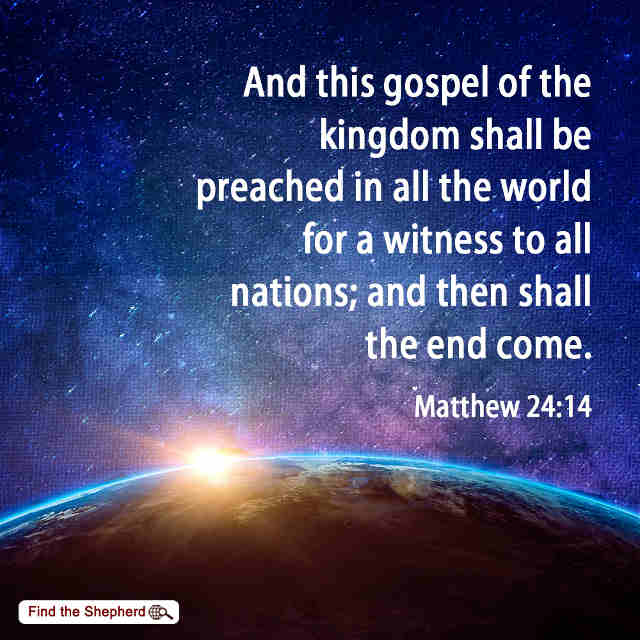 And this gospel of the
kingdom shall be
preached in all the world
for a witness to all
nations; and then shall
the end come.
Matthew 24:14
Find the Shepherd